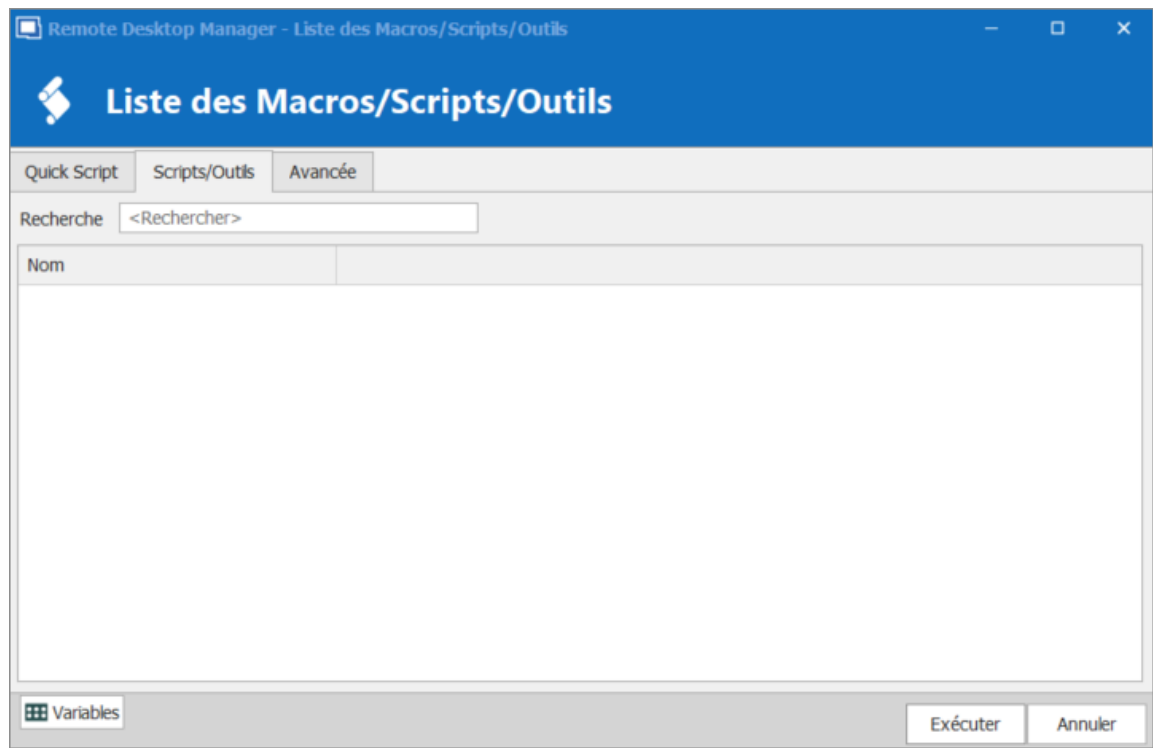 Remote Desktop Manager - Liste des Macros/Scripts/Outils
Liste des Macros/Scripts/Outils
Quick Script Scripts/Outils Avancée
Recherche <Rechercher>
Nom
Variables
Exécuter Annuler